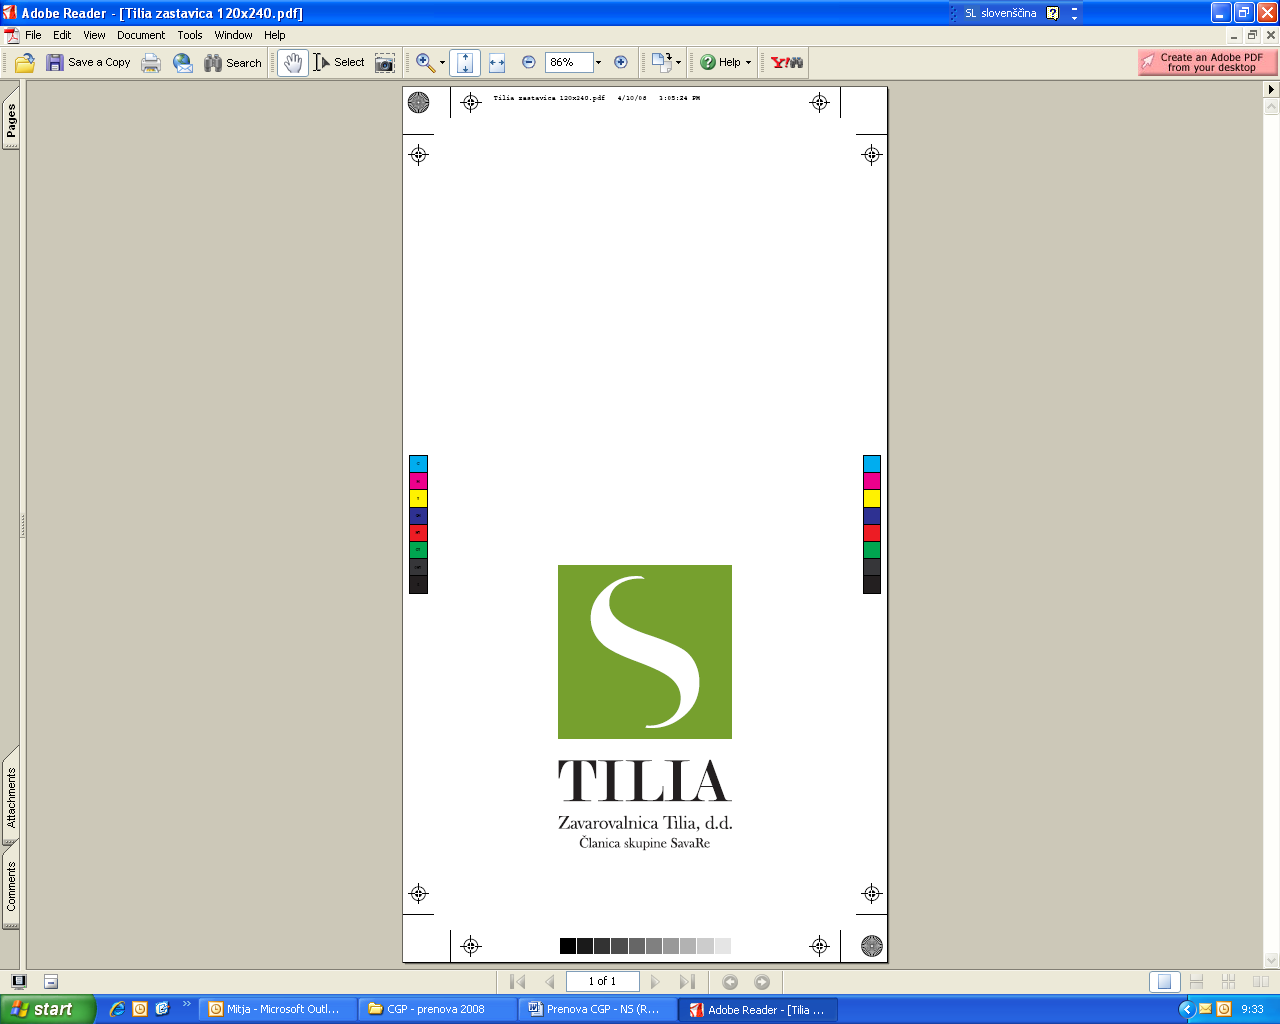 Adobe Reader - [Tilia zastavica 120x240.pdf]
SL slovenščina
File Edit View Document Tools Window Help
Save a Copy Search Select 86% Help Y!
Create an Adobe PDF
from your desktop
Pages
Tilia zastavica 120x240.pdf 4/10/08 3:05:24 PM
S
TILIA
Zavarovalnica Tilia, d.d.
Članica skupine SavaRe
Attachments
Comments
1 of 1
start
Mitja - Microsoft Outl...
CGP - prenova 2008
Prenova CGP - NS (R...
Adobe Reader - [Tilia ...
9:33